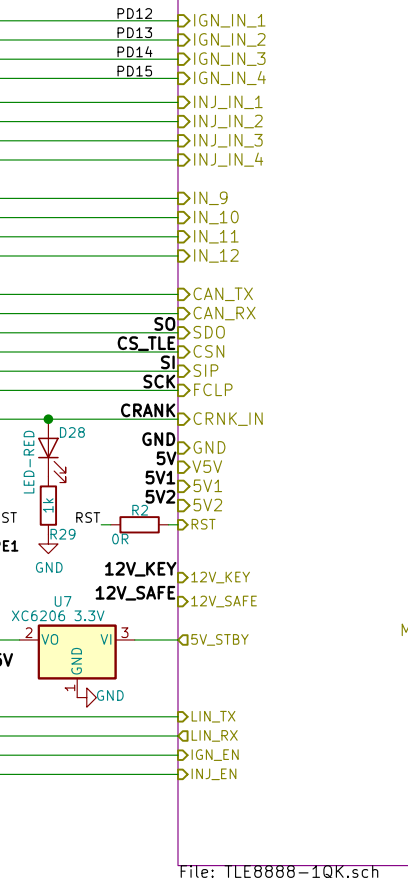 PD12 IGN_IN_1
PD13 IGN_IN_2
PD14 IGN_IN_3
PD15 IGN_IN_4
INJ_IN_1
INJ_IN_2
INJ_IN_3
INJ_IN_4
IN_9
IN_10
IN_11
IN_12
CAN_TX
CAN_RX
SO SDO
CS_TLE CSN
SI SIP
SCK FCLP
CRANK CRNK_IN
D28
LED-RED
GND GND
5V V5V
5V1 5V1
5V2 5V2
1k
R29
ST
RST R2 RST
0R
E1
GND
12V_KEY 12V_KEY
12V_SAFE 12V_SAFE
U7
XC6206 3.3V
2 VO VI 3 5V_STBY
GND
1
GND
5V
M
LIN_TX
LIN_RX
IGN_EN
INJ_EN
File: TLE8888-1QK.sch